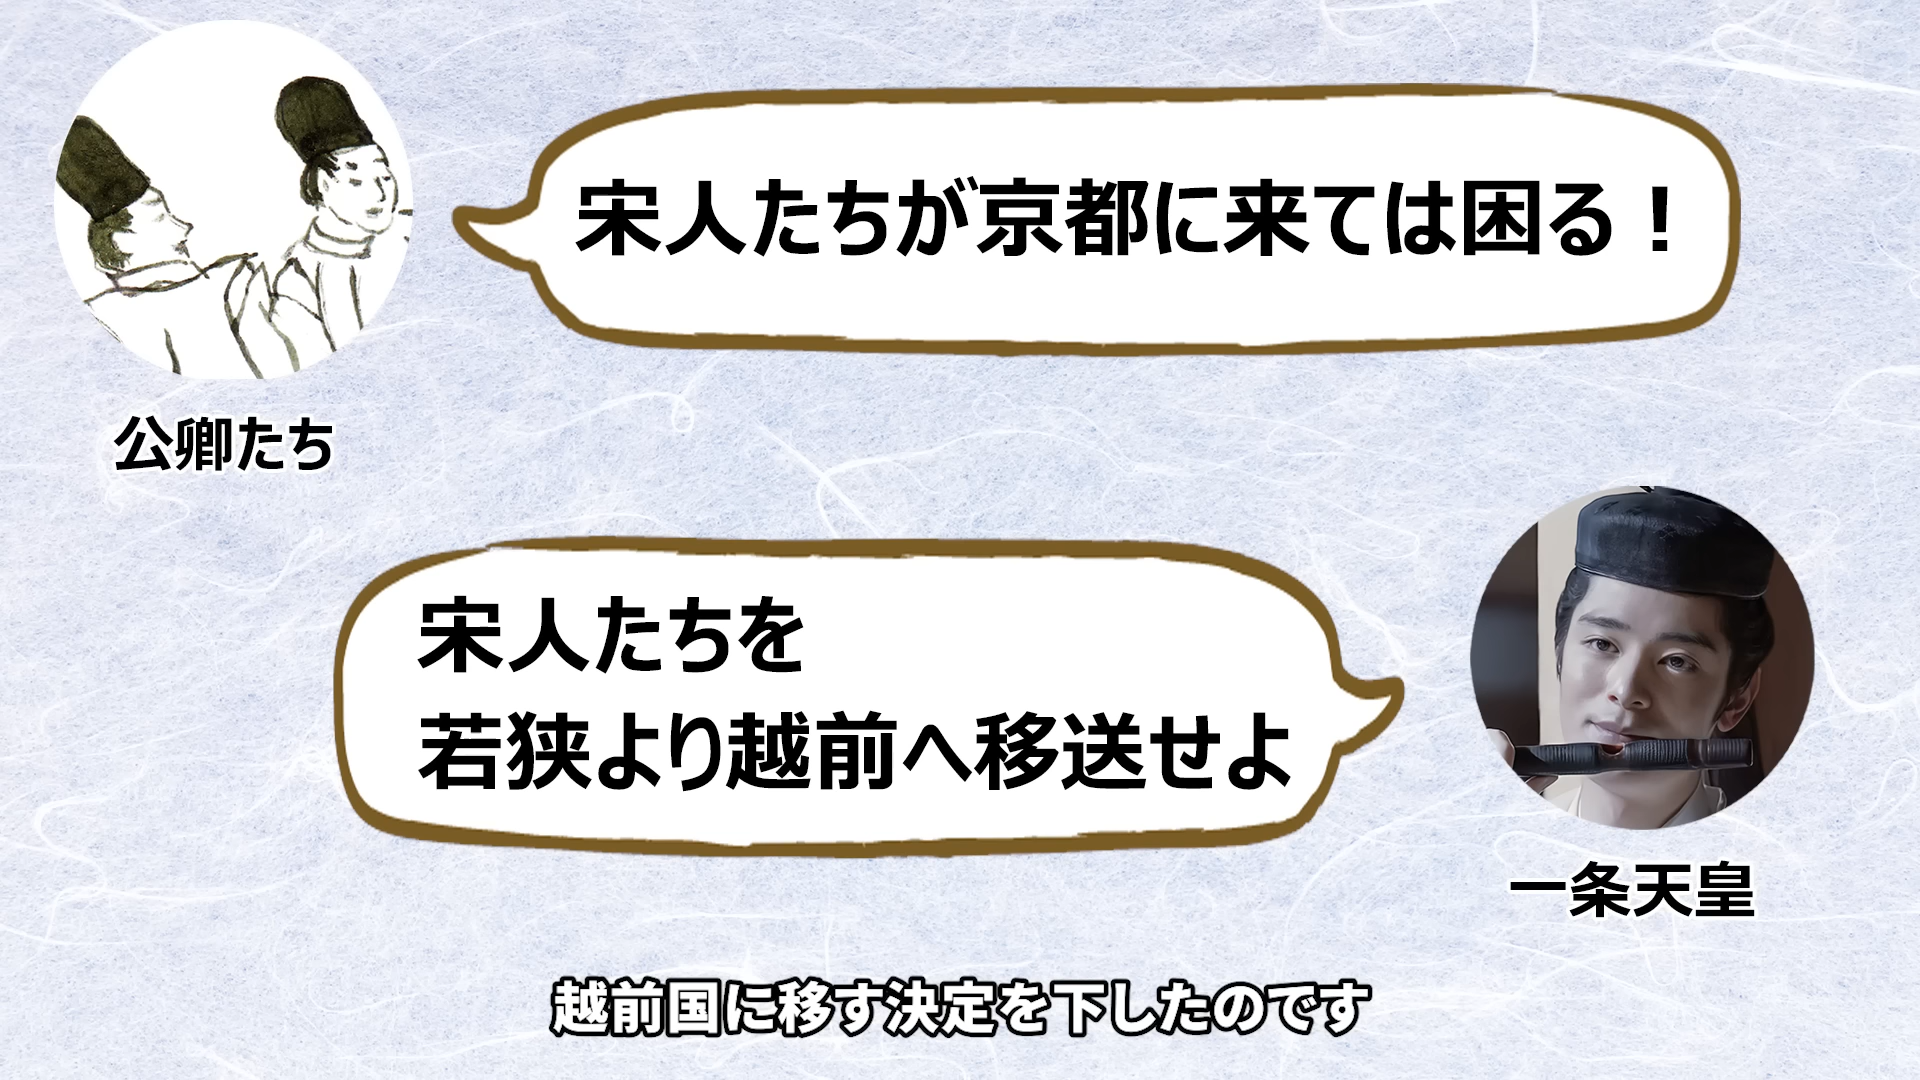 宋人たちが京都に来ては困る！
公卿たち
宋人たちを
若狭より越前へ移送せよ
一条天皇
越前国に移す決定を下したのです